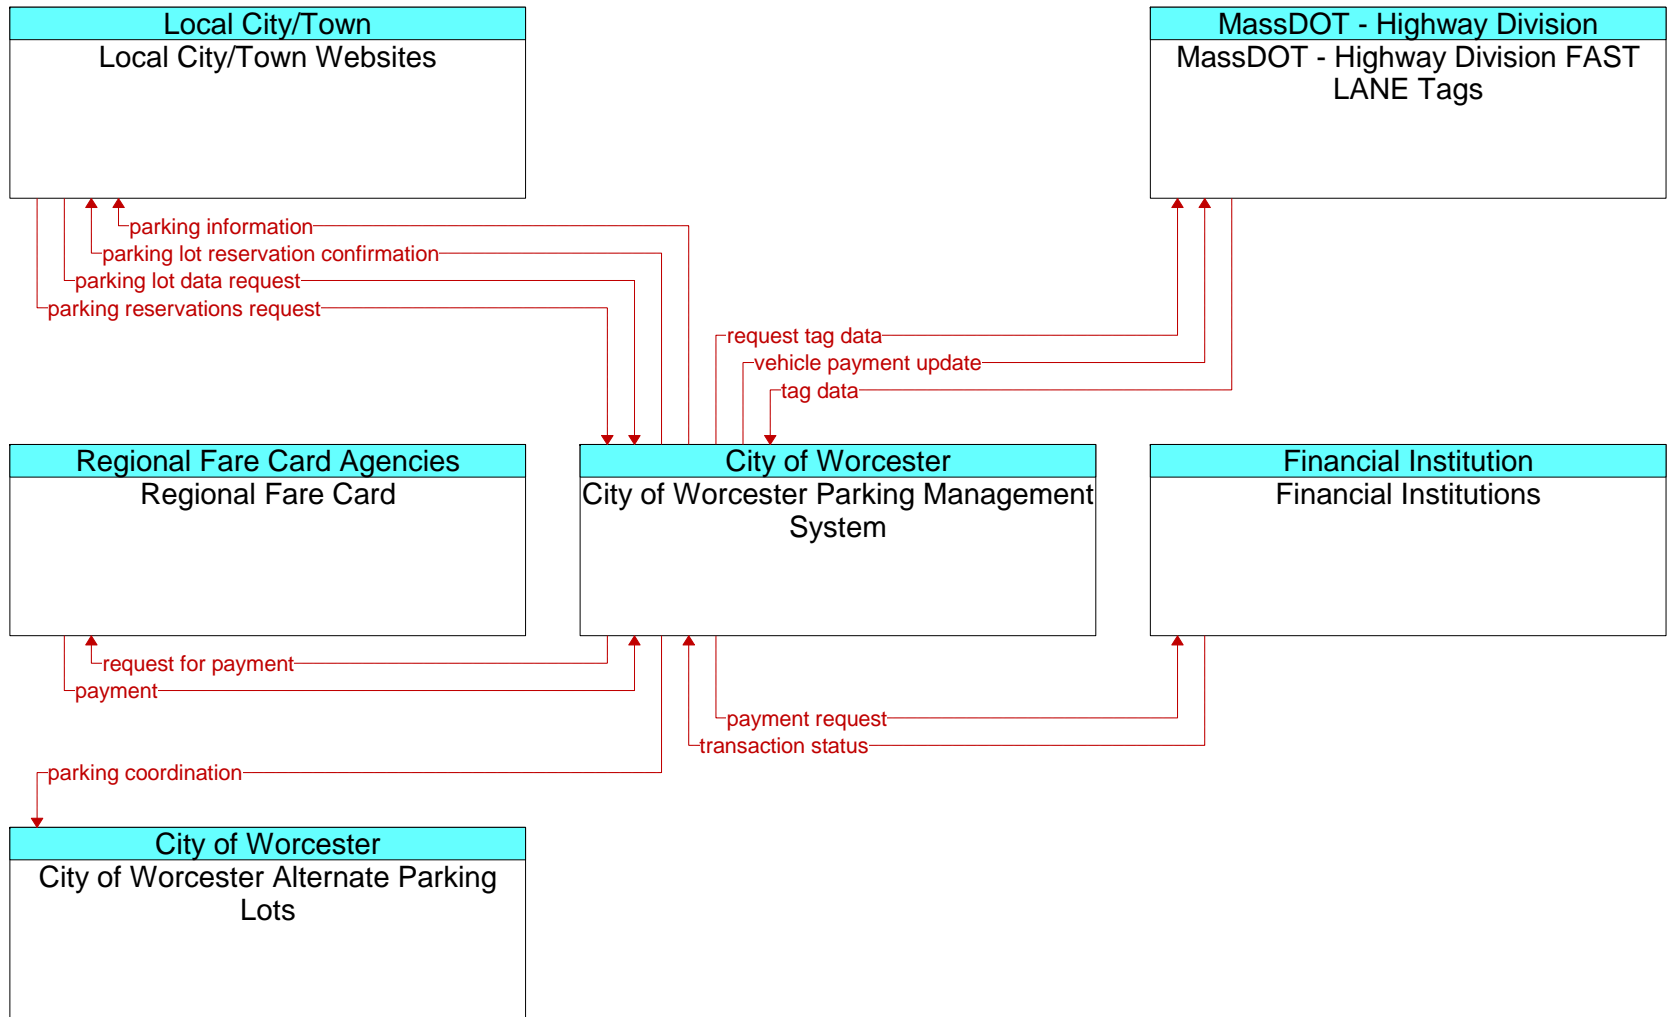 Local City/Town
Local City/Town Websites
MassDOT - Highway Division
MassDOT - Highway Division FAST
LANE Tags
parking information
parking lot reservation confirmation
parking lot data request
parking reservations request
request tag data
vehicle payment update
tag data
Regional Fare Card Agencies
Regional Fare Card
City of Worcester
City of Worcester Parking Management
System
Financial Institution
Financial Institutions
request for payment
payment
payment request
transaction status
parking coordination
City of Worcester
City of Worcester Alternate Parking
Lots